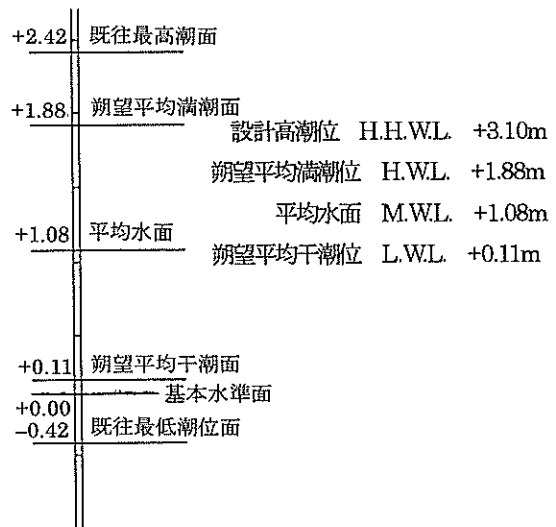 +2.42 既往最高潮面
+1.88 朔望平均満潮面
設計高潮位 H.H.W.L. +3.10m
朔望平均満潮位 H.W.L. +1.88m
平均水面 M.W.L. +1.08m
朔望平均干潮位 L.W.L. +0.11m
+1.08 平均水面
+0.11 朔望平均干潮面
基本水準面
+0.00
-0.42 既往最低潮位面